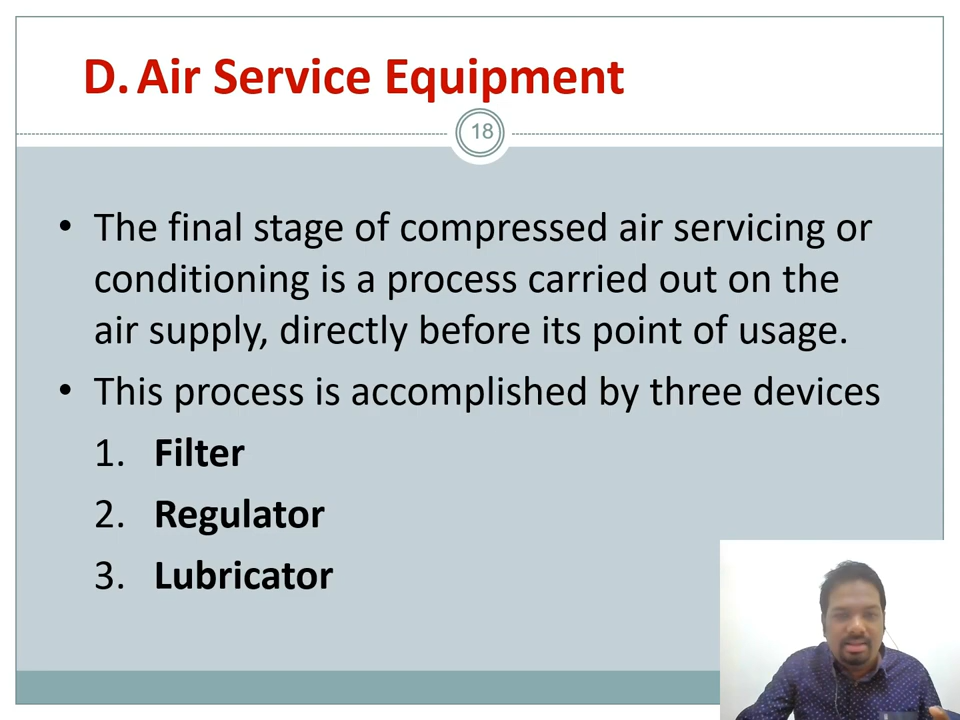 D. Air Service Equipment
18
• The final stage of compressed air servicing or
conditioning is a process carried out on the
air supply, directly before its point of usage.
• This process is accomplished by three devices
1. Filter
2. Regulator
3. Lubricator